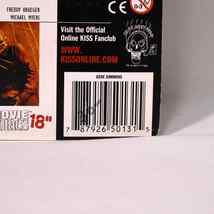 FREDDY KRUEGER
MICHAEL MYERS
18"
Visit the Official
Online KISS Fanclub
WWW.
KISSONLINE.COM
GENE SIMMONS
7 87926 50131 5